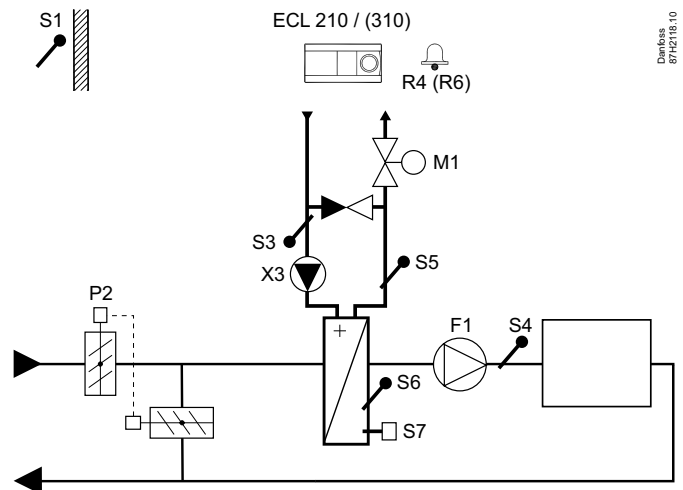 S1
ECL 210 / (310)
Danfoss
87H2118.10
R4 (R6)
M1
S3
S5
X3
P2
F1
S4
+
S6
S7